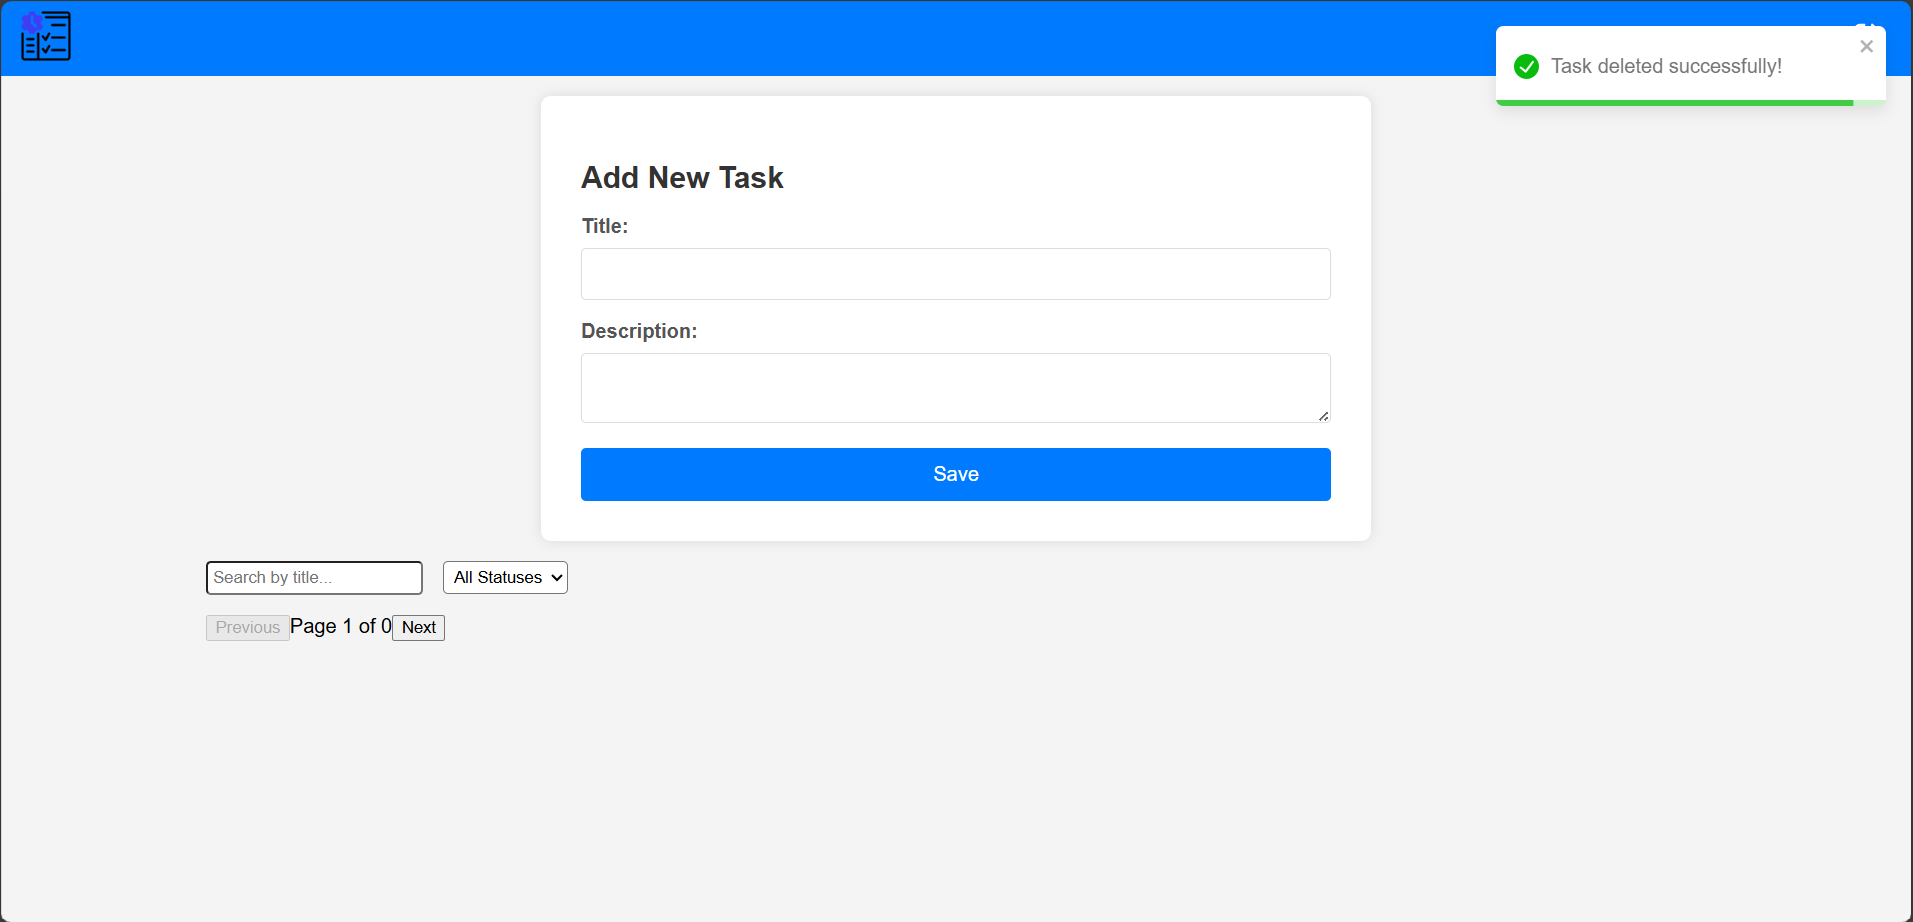 Task deleted successfully!
Add New Task
Title:
Description:
Save
Search by title...
All Statuses
Previous Page 1 of 0 Next